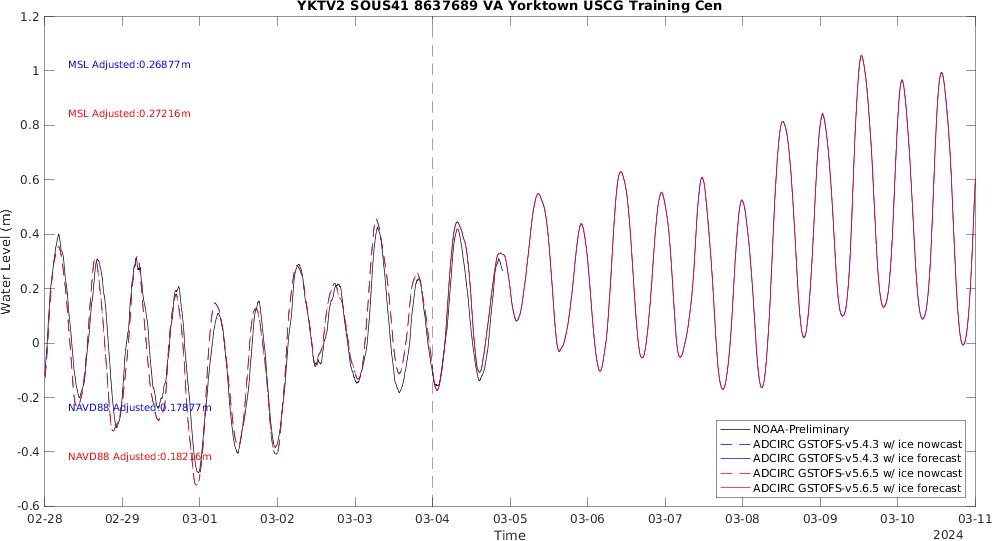 YKTV2 SOUS41 8637689 VA Yorktown USCG Training Cen
1.2
1
0.8
0.6
0.4
0.2
0
-0.2
-0.4
-0.6
Water Level (m)
MSL Adjusted:0.26877m
MSL Adjusted:0.27216m
NAVD88 Adjusted:0.17877m
NAVD88 Adjusted:0.18216m
NOAA-Preliminary
ADCIRC GSTOFS-v5.4.3 w/ ice nowcast
ADCIRC GSTOFS-v5.4.3 w/ ice forecast
ADCIRC GSTOFS-v5.6.5 w/ ice nowcast
ADCIRC GSTOFS-v5.6.5 w/ ice forecast
02-28 02-29 03-01 03-02 03-03 03-04 03-05 03-06 03-07 03-08 03-09 03-10 03-11
Time
2024